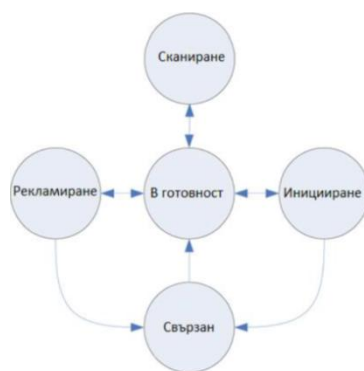 Сканиране
Рекламиране
В готовност
Иницииране
Свързан